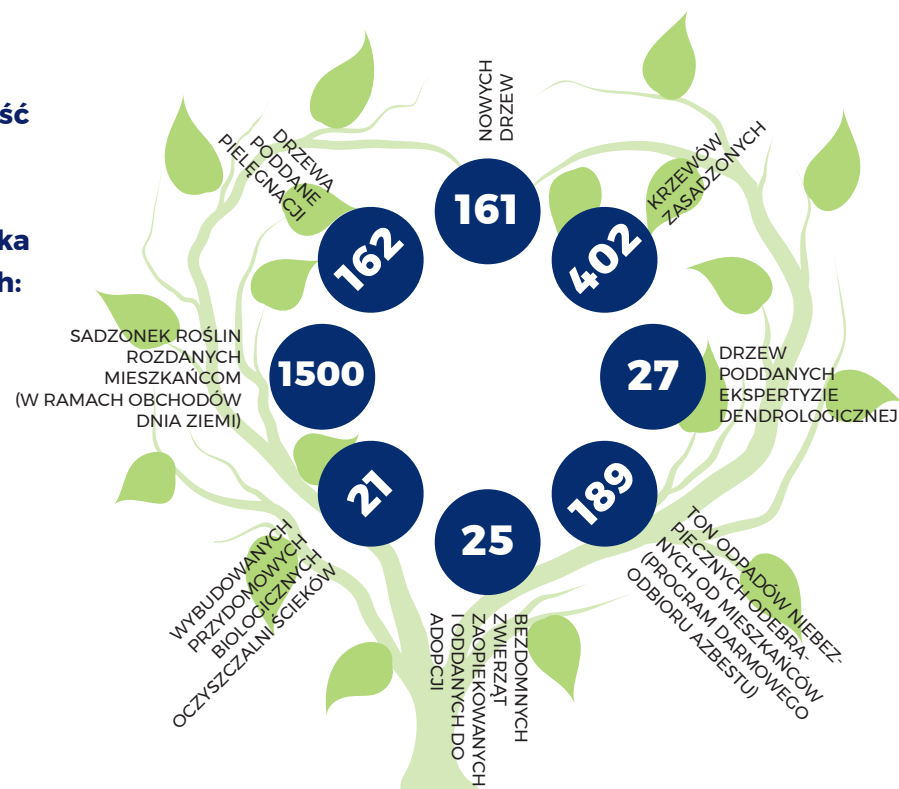 ść
ka
h:
NOWYCH
DRZEW
161
KRZEWÓW
ZASADZONYCH
402
27
DRZEW
PODDANYCH
EKSPERTYZIE
DENDROLOGICZNEJ
189
TON ODPADÓW NIEBEZ-
PIECZNYCH ODEBRA-
NYCH OD MIESZKAŃCÓW
(PROGRAM DARMOWEGO
ODBIORU AZBESTU)
25
BEZDOMNYCH
ZWIERZĄT
ZAOPIEKOWANYCH
I ODDANYCH DO
ADOPCJI
21
WYBUDOWANYCH
PRZYDOMOWYCH
BIOLOGICZNYCH
OCZYSZCZALNI ŚCIEKÓW
1500
SADZONEK ROŚLIN
ROZDANYCH
MIESZKAŃCOM
(W RAMACH OBCHODÓW
DNIA ZIEMI)
162
DRZEWA
PODDANE
PIELĘGNACJI